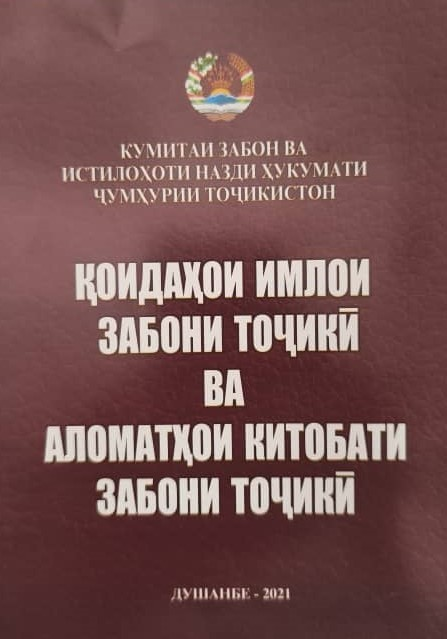 КУМИТАИ ЗАБОН ВА
ИСТИЛОҲОТИ НАЗДИ ҲУКУМАТИ
ҶУМҲУРИИ ТОҶИКИСТОН
ҚОИДАҲОИ ИМЛОИ
ЗАБОНИ ТОҶИКӢ
ВА
АЛОМАТҲОИ КИТОБАТИ
ЗАБОНИ ТОҶИКӢ
ДУШАНБЕ - 2021